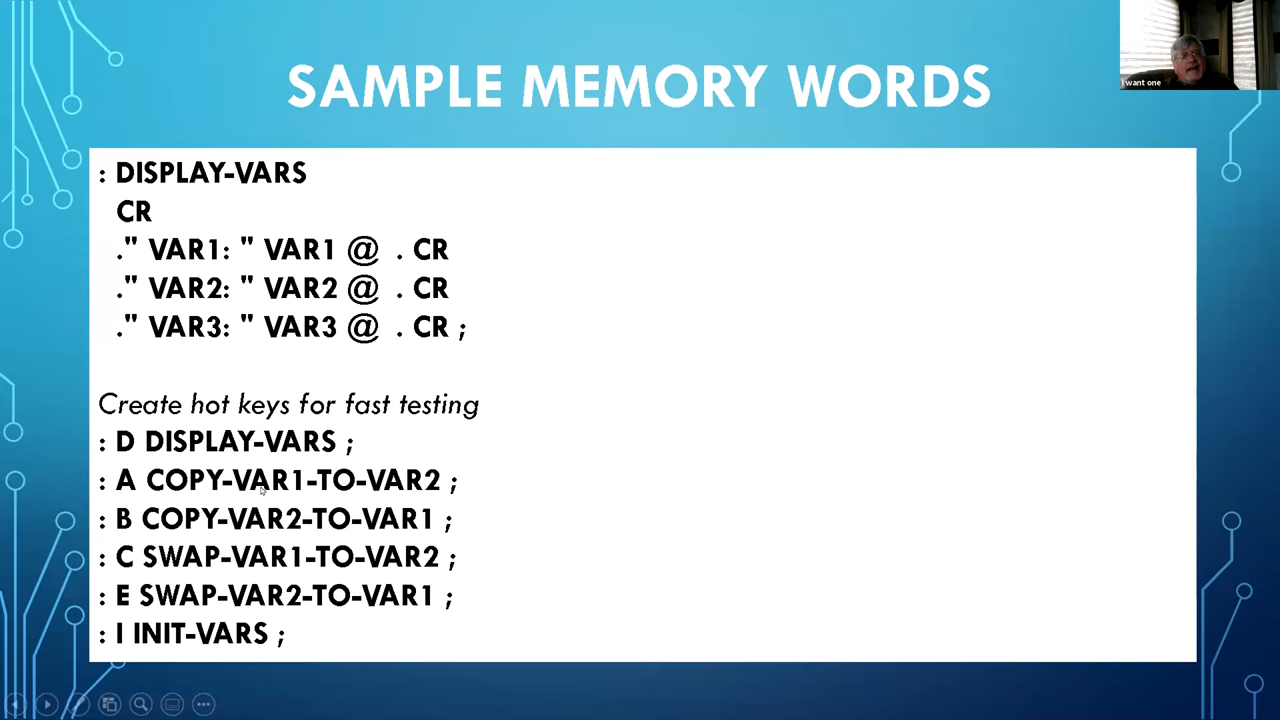 SAMPLE MEMORY WORDS
I want one
: DISPLAY-VARS
CR
." VAR1: " VAR1 @ . CR
." VAR2: " VAR2 @ . CR
." VAR3: " VAR3 @ . CR ;
Create hot keys for fast testing
: D DISPLAY-VARS ;
: A COPY-VAR1-TO-VAR2 ;
: B COPY-VAR2-TO-VAR1 ;
: C SWAP-VAR1-TO-VAR2 ;
: E SWAP-VAR2-TO-VAR1 ;
: I INIT-VARS ;